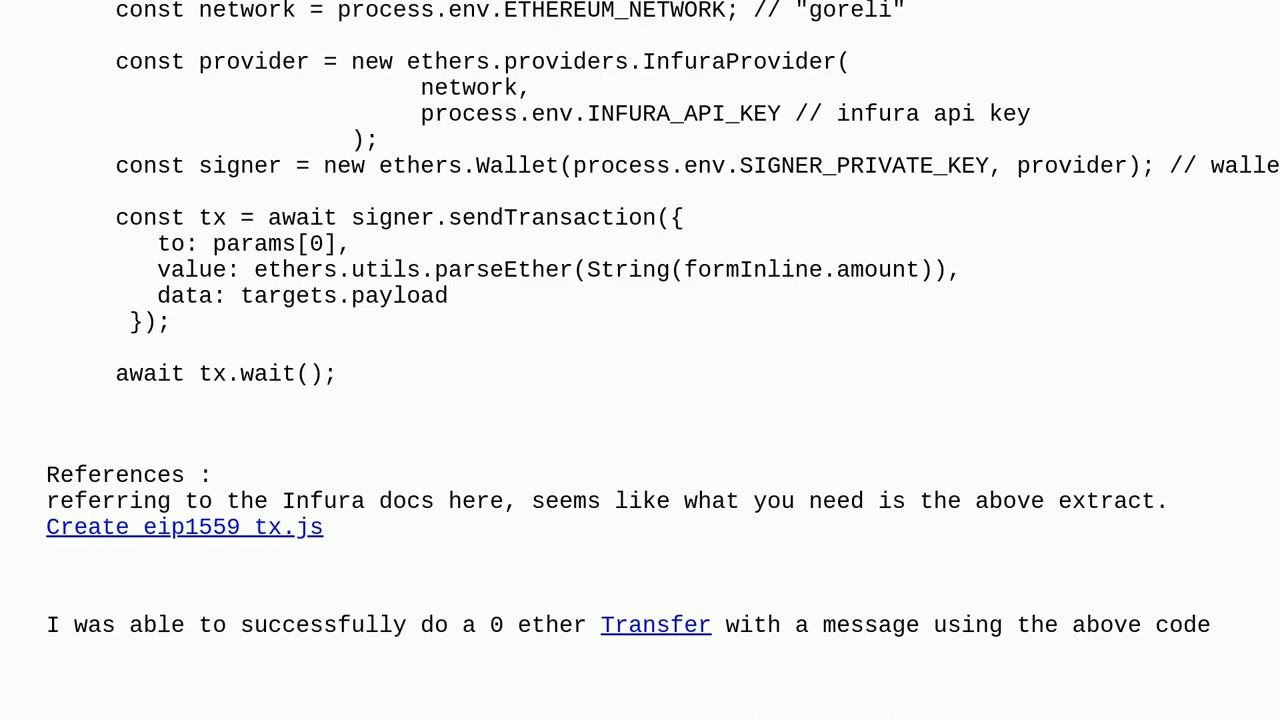 const network = process.env.ETHEREUM_NETWORK; // "goreli"
const provider = new ethers.providers.InfuraProvider(
network,
process.env.INFURA_API_KEY // infura api key
);
const signer = new ethers.Wallet(process.env.SIGNER_PRIVATE_KEY, provider); // walle
const tx = await signer.sendTransaction({
to: params[0],
value: ethers.utils.parseEther(String(formInline.amount)),
data: targets.payload
});
await tx.wait();
References :
referring to the Infura docs here, seems like what you need is the above extract.
Create eip1559 tx.js
I was able to successfully do a 0 ether Transfer with a message using the above code